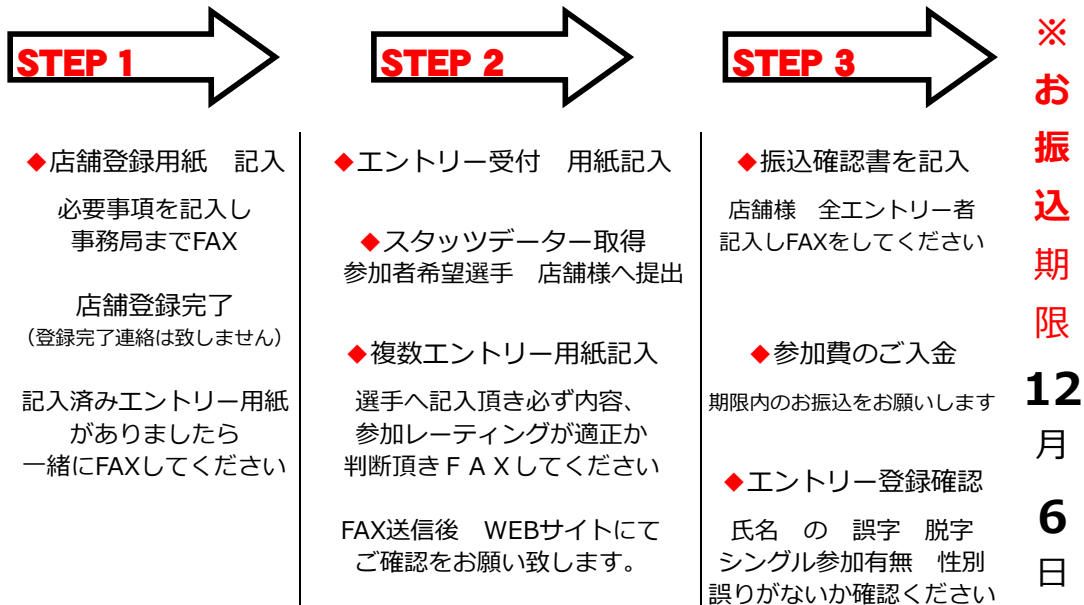 STEP 1
◆店舗登録用紙　記入
必要事項を記入し
事務局までFAX
店舗登録完了
（登録完了連絡は致しません）
記入済みエントリー用紙
がありましたら
一緒にFAXしてください
STEP 2
◆エントリー受付　用紙記入
◆スタッツデーター取得
参加者希望選手　店舗様へ提出
◆複数エントリー用紙記入
選手へ記入頂き必ず内容、
参加レーティングが適正か
判断頂きＦＡＸしてください
FAX送信後　WEBサイトにて
ご確認をお願い致します。
STEP 3
◆振込確認書を記入
店舗様　全エントリー者
記入しFAXをしてください
◆参加費のご入金
期限内のお振込をお願いします
◆エントリー登録確認
氏名　の　誤字　脱字
シングル参加有無　性別
誤りがないか確認ください
※お振込期限12月6日